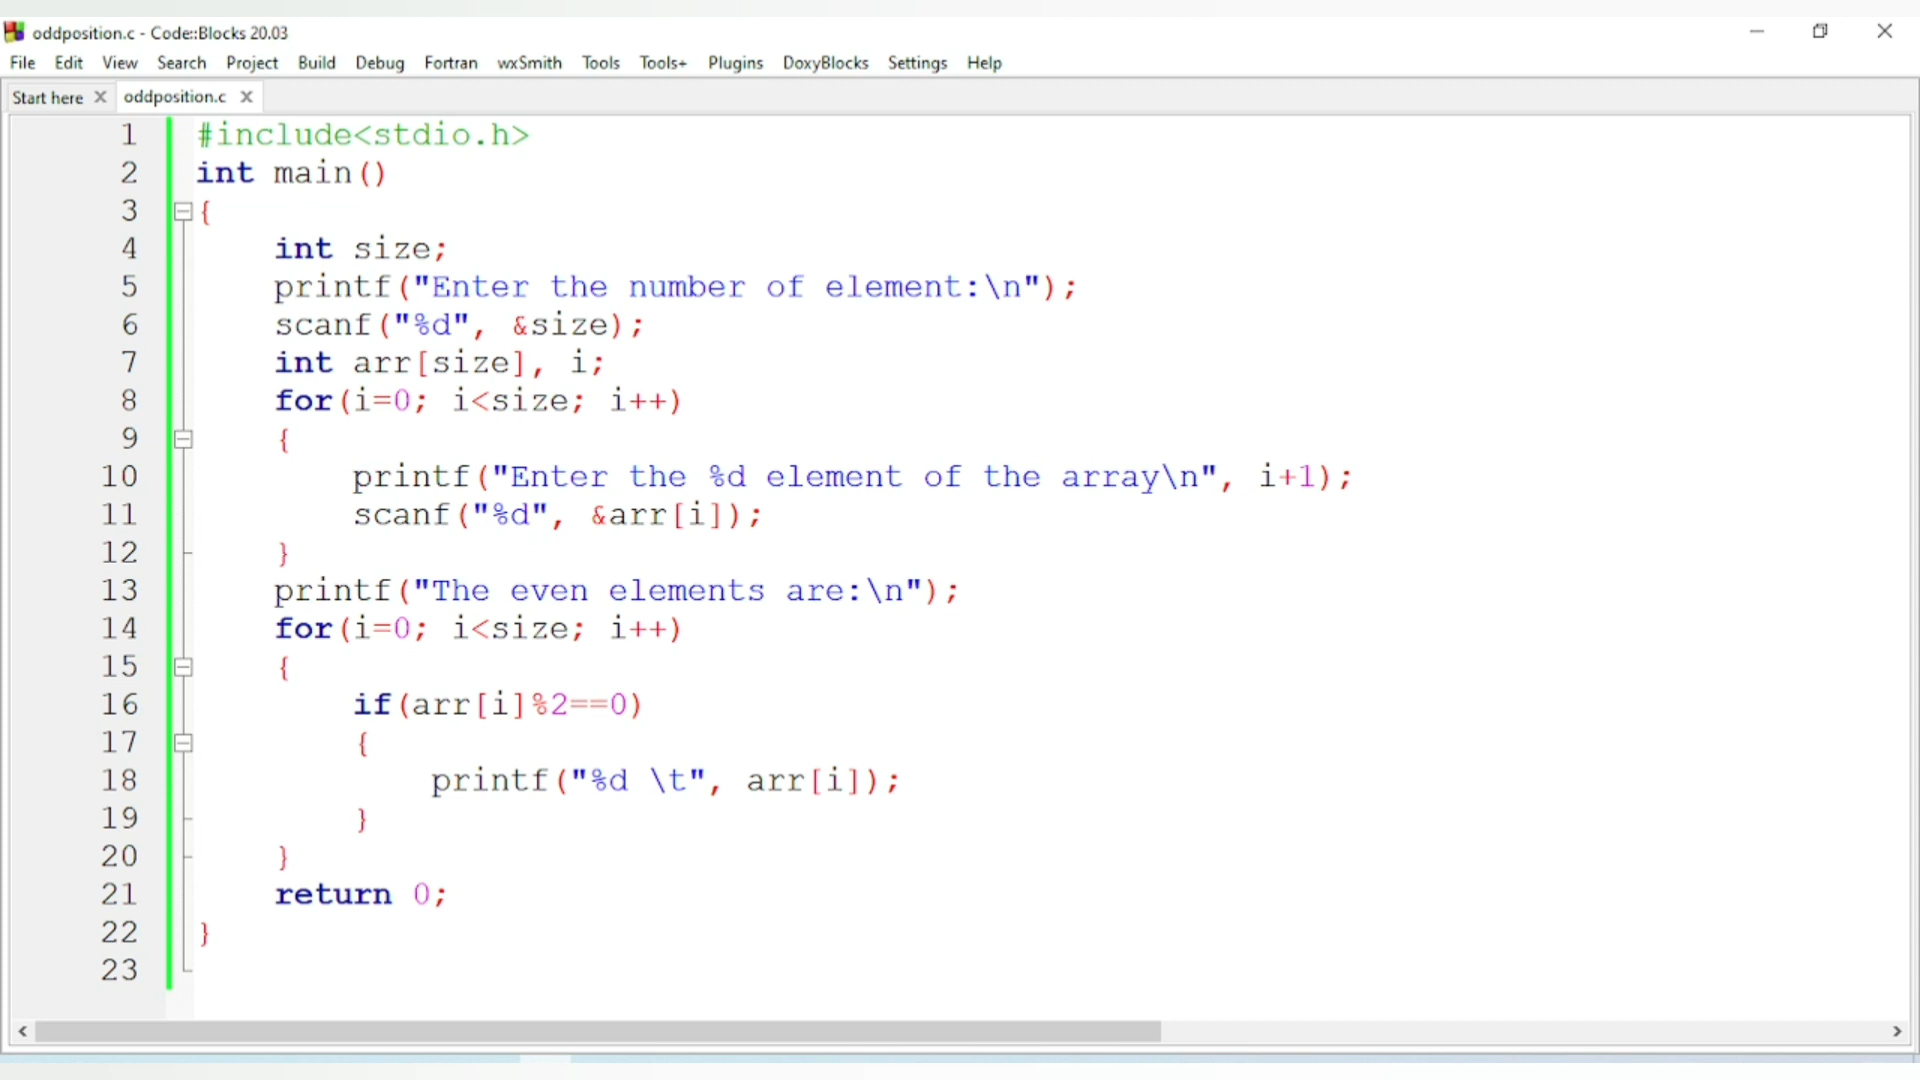 oddposition.c - Code::Blocks 20.03
File Edit View Search Project Build Debug Fortran wxSmith Tools Tools+ Plugins DoxyBlocks Settings Help
Start here oddposition.c
1 #include<stdio.h>
2 int main()
3 {
4     int size;
5     printf("Enter the number of element:\n");
6     scanf("%d", &size);
7     int arr[size], i;
8     for(i=0; i<size; i++)
9     {
10         printf("Enter the %d element of the array\n", i+1);
11         scanf("%d", &arr[i]);
12     }
13     printf("The even elements are:\n");
14     for(i=0; i<size; i++)
15     {
16         if(arr[i]%2==0)
17         {
18             printf("%d \t", arr[i]);
19         }
20     }
21     return 0;
22 }
23